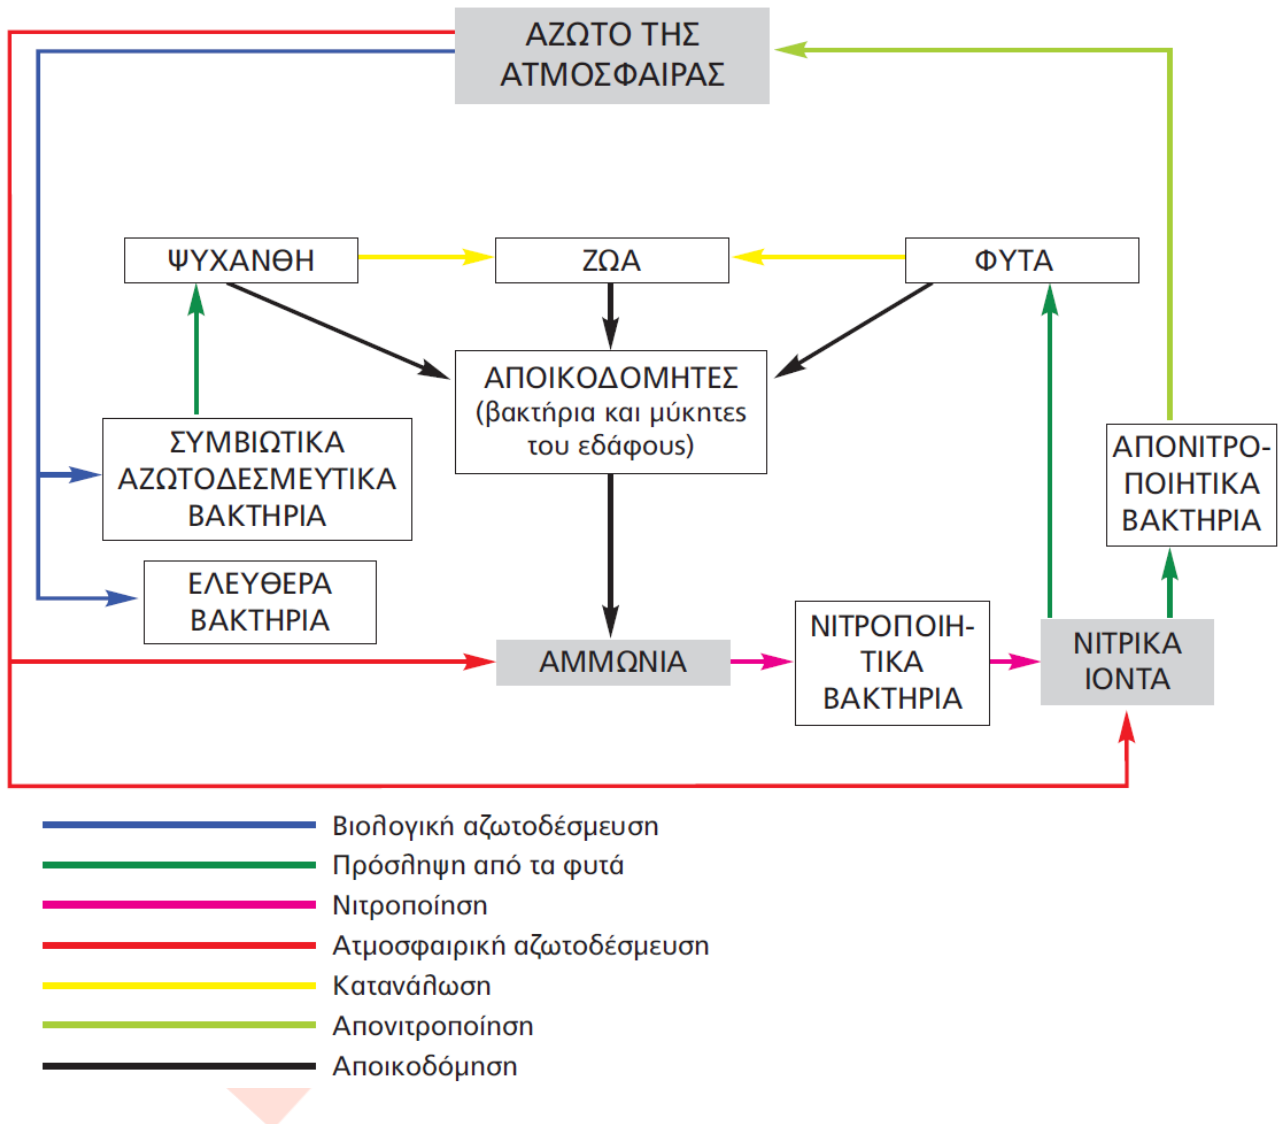 ΑΖΩΤΟ ΤΗΣ
ΑΤΜΟΣΦΑΙΡΑΣ
ΨΥΧΑΝΘΗ
ΖΩΑ
ΦΥΤΑ
ΑΠΟΙΚΟΔΟΜΗΤΕΣ
(βακτήρια και μύκητες
του εδάφους)
ΣΥΜΒΙΩΤΙΚΑ
ΑΖΩΤΟΔΕΣΜΕΥΤΙΚΑ
ΒΑΚΤΗΡΙΑ
ΑΠΟΝΙΤΡΟ-
ΠΟΙΗΤΙΚΑ
ΒΑΚΤΗΡΙΑ
ΕΛΕΥΘΕΡΑ
ΒΑΚΤΗΡΙΑ
ΑΜΜΩΝΙΑ
ΝΙΤΡΟΠΟΙΗ-
ΤΙΚΑ
ΒΑΚΤΗΡΙΑ
ΝΙΤΡΙΚΑ
ΙΟΝΤΑ
Βιολογική αζωτοδέσμευση
Πρόσληψη από τα φυτά
Νιτροποίηση
Ατμοσφαιρική αζωτοδέσμευση
Κατανάλωση
Απονιτροποίηση
Αποικοδόμηση